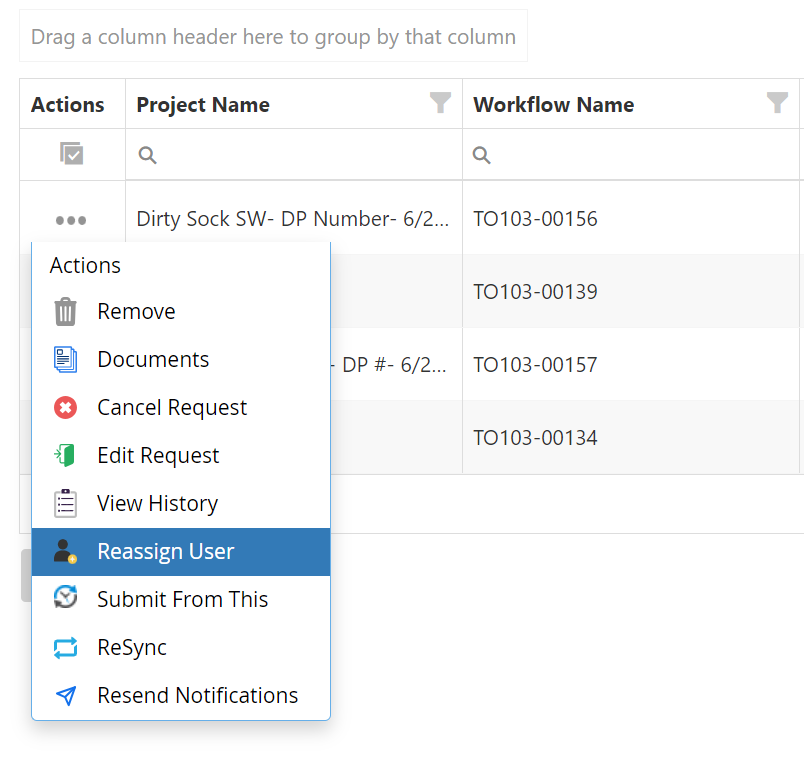 Drag a column header here to group by that column
Actions Project Name Workflow Name
Dirty Sock SW- DP Number- 6/2... TO103-00156
Actions
TO103-00139
Remove
Documents
- DP #- 6/2... TO103-00157
Cancel Request
TO103-00134
Edit Request
View History
Reassign User
Submit From This
ReSync
Resend Notifications